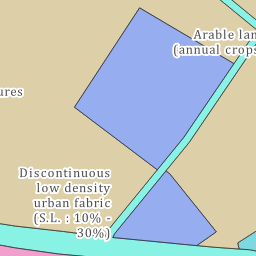 Arable lan
(annual crops
ures
Discontinuous
low density
urban fabric
(S.L. : 10% -
30%)